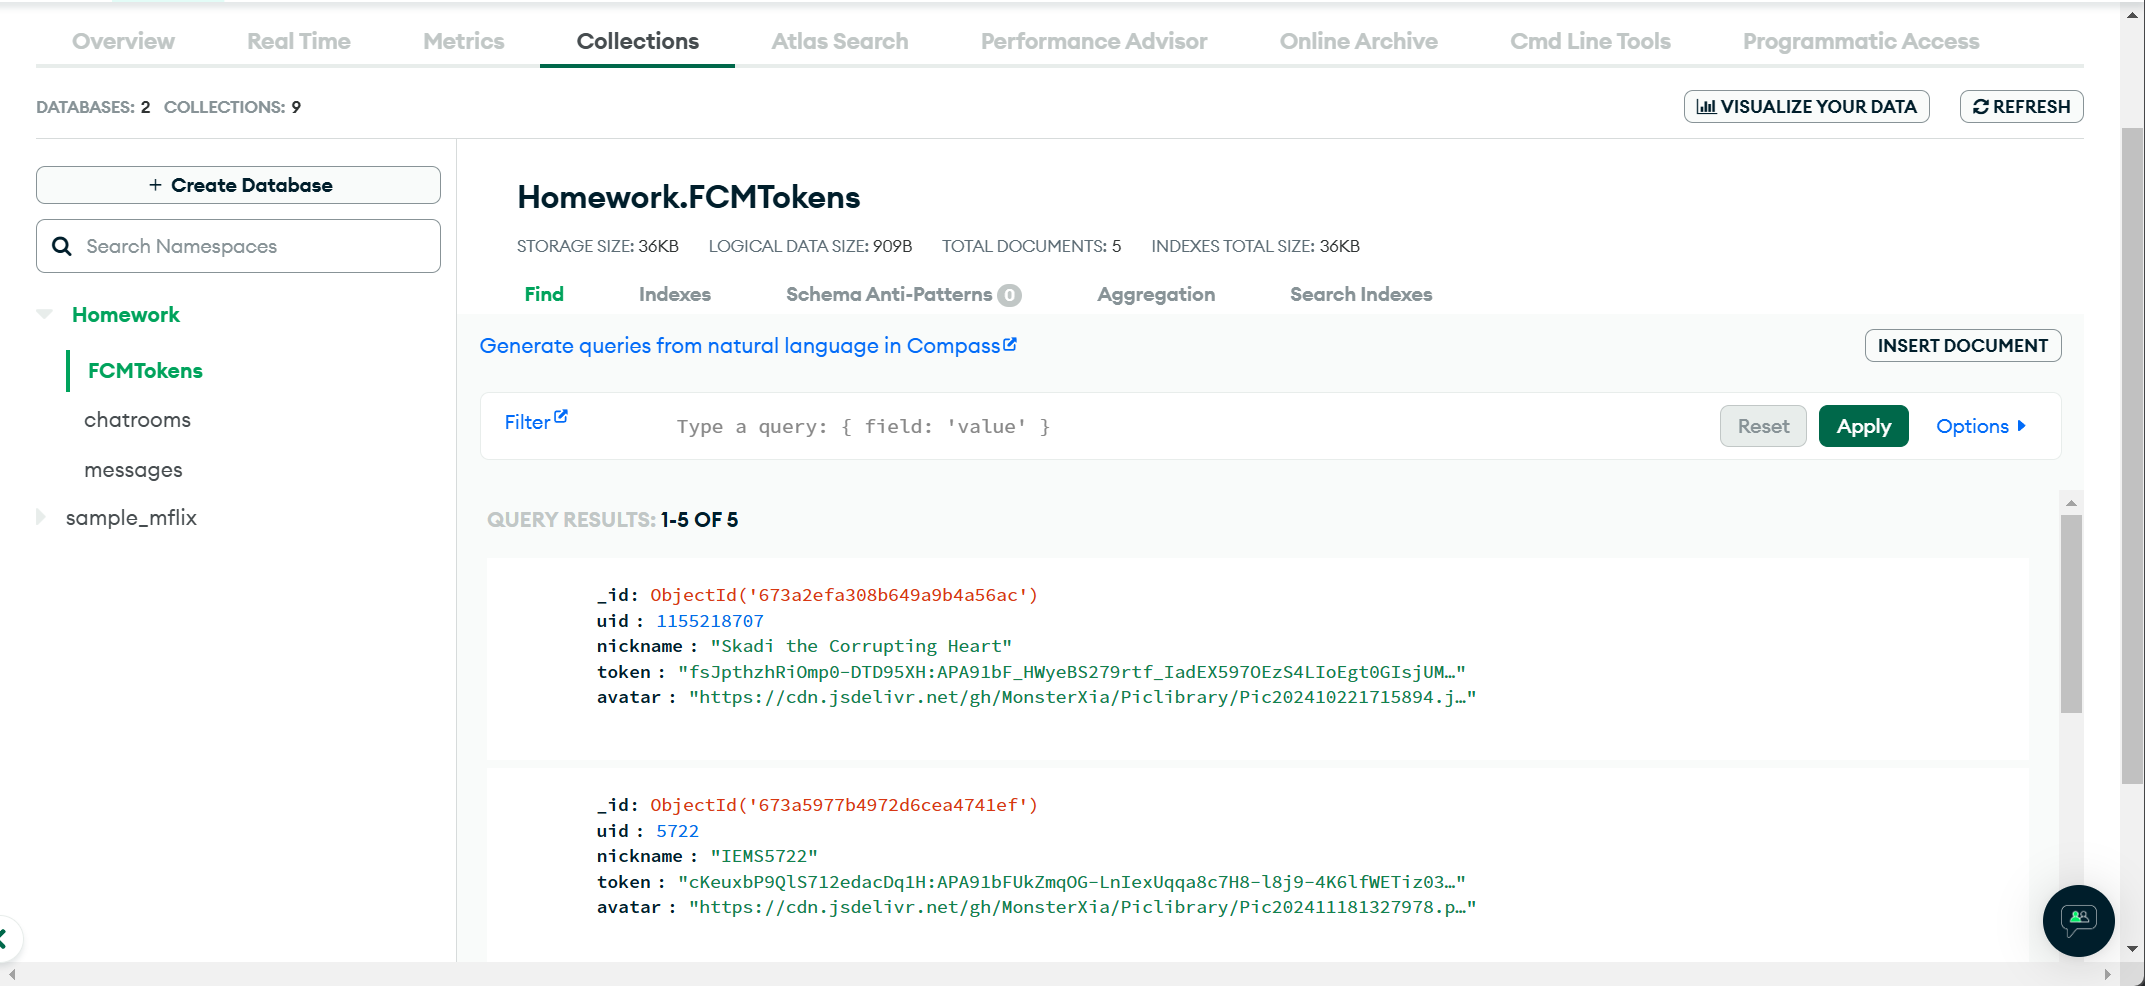 Overview Real Time Metrics Collections Atlas Search Performance Advisor Online Archive Cmd Line Tools Programmatic Access
DATABASES: 2 COLLECTIONS: 9
VISUALIZE YOUR DATA REFRESH
+ Create Database
Search Namespaces
Homework
FCMTokens
chatrooms
messages
sample_mflix
Homework.FCMTokens
STORAGE SIZE: 36KB LOGICAL DATA SIZE: 909B TOTAL DOCUMENTS: 5 INDEXES TOTAL SIZE: 36KB
Find Indexes Schema Anti-Patterns 0 Aggregation Search Indexes
Generate queries from natural language in Compass
INSERT DOCUMENT
Filter Type a query: { field: 'value' } Reset Apply Options
QUERY RESULTS: 1-5 OF 5
_id: ObjectId('673a2efa308b649a9b4a56ac')
uid : 1155218707
nickname : "Skadi the Corrupting Heart"
token : "fsJpthzhRiOmp0-DTD95XH:APA91bF_HWyeBS279rtf_IadEX597OEzS4LIoEgt0GIsjUM…"
avatar : "https://cdn.jsdelivr.net/gh/MonsterXia/Piclibrary/Pic202410221715894.j…"
_id: ObjectId('673a5977b4972d6cea4741ef')
uid : 5722
nickname : "IEMS5722"
token : "cKeuxbP9QlS712edacDq1H:APA91bFUkZmqOG-LnIexUqqa8c7H8-l8j9-4K6lfWETiz03…"
avatar : "https://cdn.jsdelivr.net/gh/MonsterXia/Piclibrary/Pic202411181327978.p…"